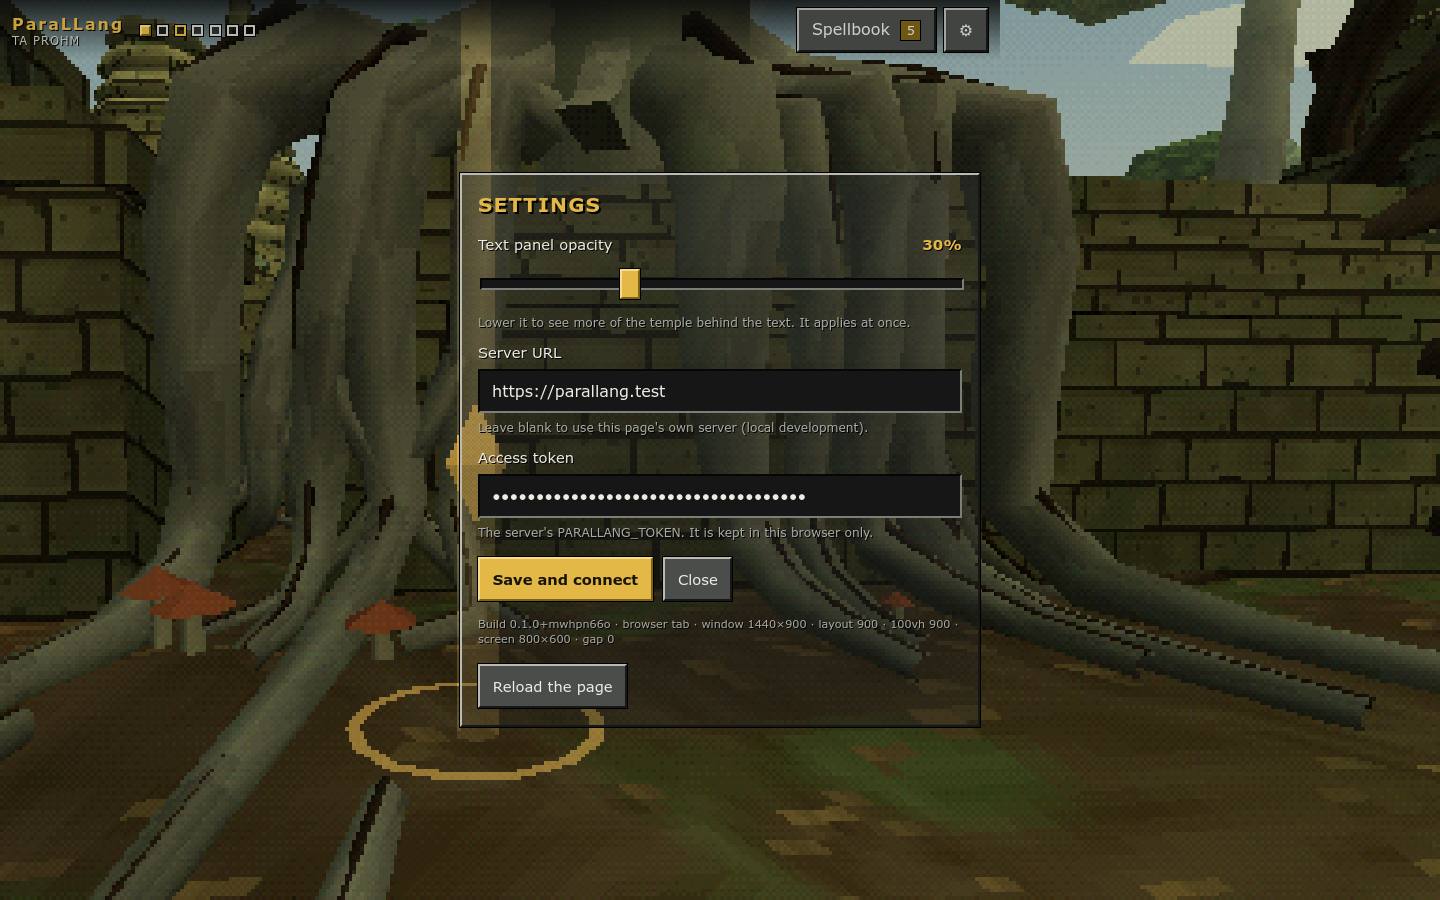 ParaLLang
TA PROHM
Spellbook 5
SETTINGS
Text panel opacity 30%
Lower it to see more of the temple behind the text. It applies at once.
Server URL
https://parallang.test
Leave blank to use this page's own server (local development).
Access token
••••••••••••••••••••••••••••••••••••
The server's PARALLANG_TOKEN. It is kept in this browser only.
Save and connect Close
Build 0.1.0+mwhpn66o · browser tab · window 1440×900 · layout 900 · 100vh 900 ·
screen 800×600 · gap 0
Reload the page